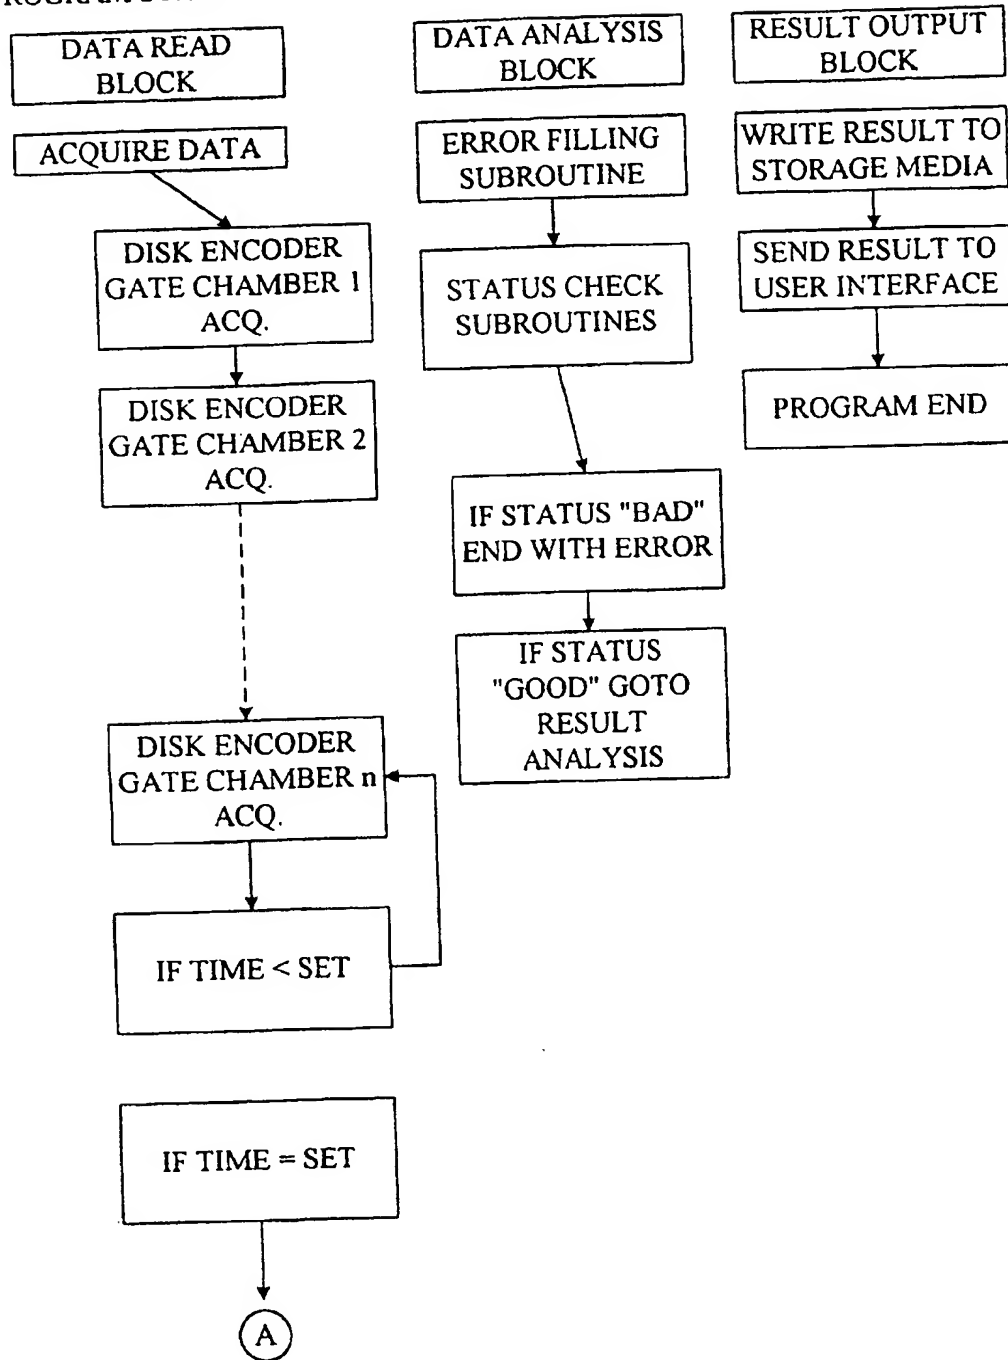 DATA READ
BLOCK
ACQUIRE DATA
DISK ENCODER
GATE CHAMBER 1
ACQ.
DISK ENCODER
GATE CHAMBER 2
ACQ.
DISK ENCODER
GATE CHAMBER n
ACQ.
IF TIME < SET
IF TIME = SET
A
DATA ANALYSIS
BLOCK
ERROR FILLING
SUBROUTINE
STATUS CHECK
SUBROUTINES
IF STATUS "BAD"
END WITH ERROR
IF STATUS
"GOOD" GOTO
RESULT
ANALYSIS
RESULT OUTPUT
BLOCK
WRITE RESULT TO
STORAGE MEDIA
SEND RESULT TO
USER INTERFACE
PROGRAM END